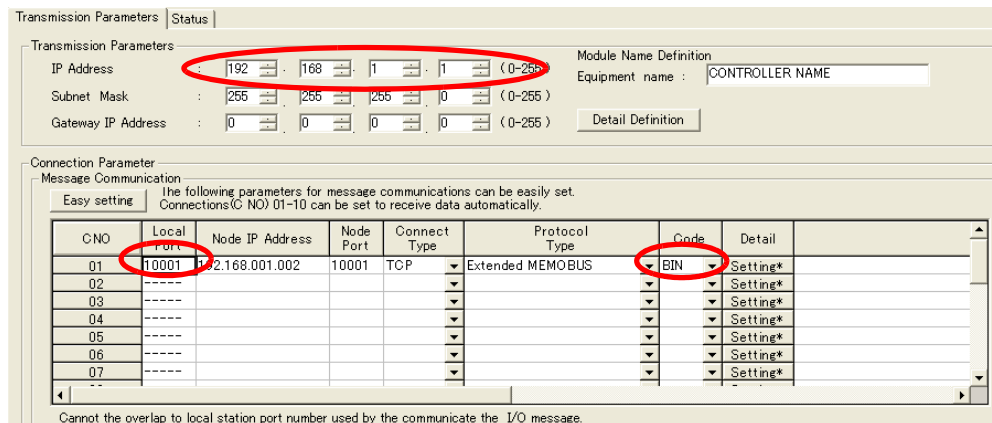 Transmission Parameters Status
Transmission Parameters
IP Address : 192 . 168 . 1 . 1 (0-255)
Module Name Definition
Equipment name : CONTROLLER NAME
Subnet Mask : 255 . 255 . 255 . 0 (0-255)
Gateway IP Address : 0 . 0 . 0 . 0 (0-255)
Detail Definition
Connection Parameter
Message Communication
Easy setting
The following parameters for message communications can be easily set.
Connections(C NO) 01-10 can be set to receive data automatically.
CNO Local Port Node IP Address Node Port Connect Type Protocol Type Code Detail
01 10001 192.168.001.002 10001 TCP Extended MEMOBUS BIN Setting*
02 ----- Setting*
03 ----- Setting*
04 ----- Setting*
05 ----- Setting*
06 ----- Setting*
07 ----- Setting*
Cannot the overlap to local station port number used by the communicate the I/O message.